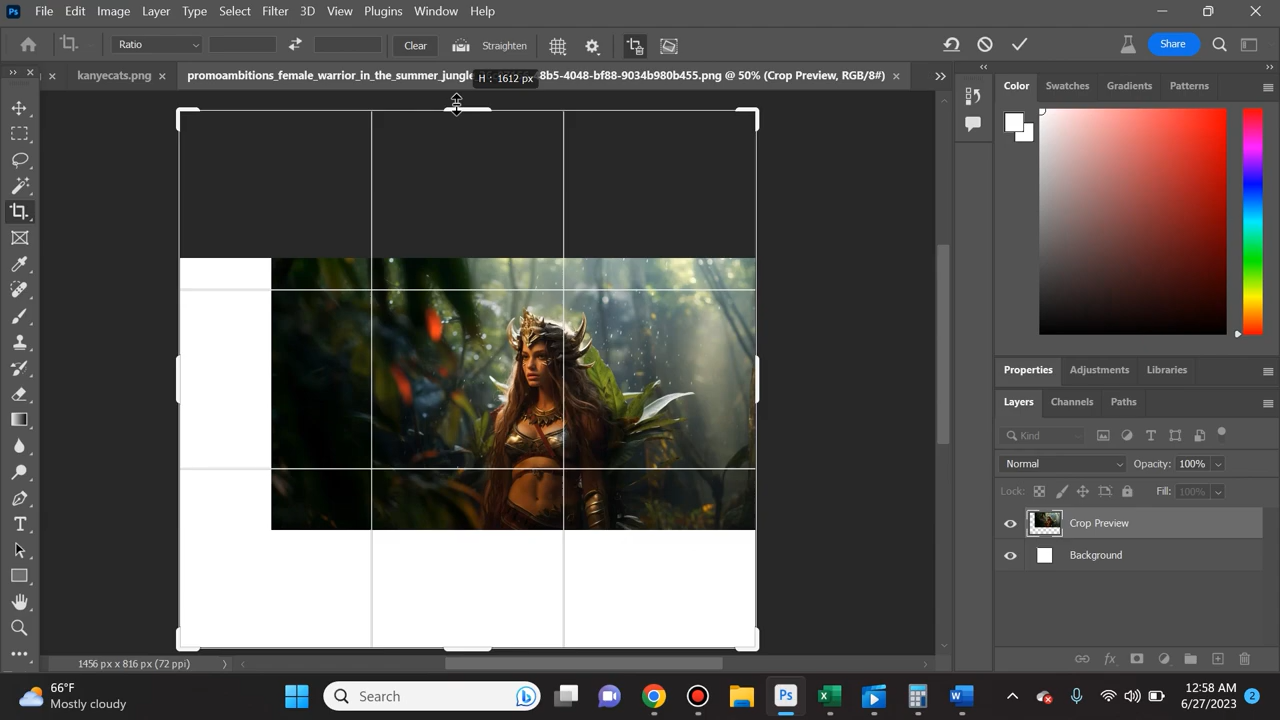 Ps File Edit Image Layer Type Select Filter 3D View Plugins Window Help
Ratio Clear Straighten Share
kanyecats.png promoambitions_female_warrior_in_the_summer_jungle 8b5-4048-bf88-9034b980b455.png @ 50% (Crop Preview, RGB/8#)
H : 1612 px
Color Swatches Gradients Patterns
Properties Adjustments Libraries
Layers Channels Paths
Kind
Normal Opacity: 100%
Lock: Fill: 100%
Crop Preview
Background
T
1456 px x 816 px (72 ppi)
66°F
Mostly cloudy
Search
Ps
12:58 AM
6/27/2023
2